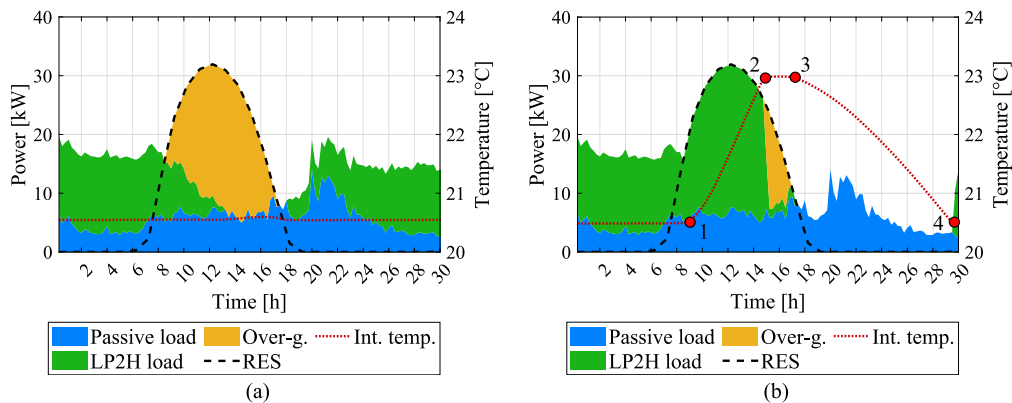 40
30
20
10
0
Power [kW]
24
23
22
21
20
Temperature [°C]
2 4 6 8 10 12 14 16 18 20 22 24 26 28 30
Time [h]
Passive load Over-g. Int. temp.
LP2H load RES
(a)
40
30
20
10
0
Power [kW]
24
23
22
21
20
Temperature [°C]
1
2
3
4
2 4 6 8 10 12 14 16 18 20 22 24 26 28 30
Time [h]
Passive load Over-g. Int. temp.
LP2H load RES
(b)